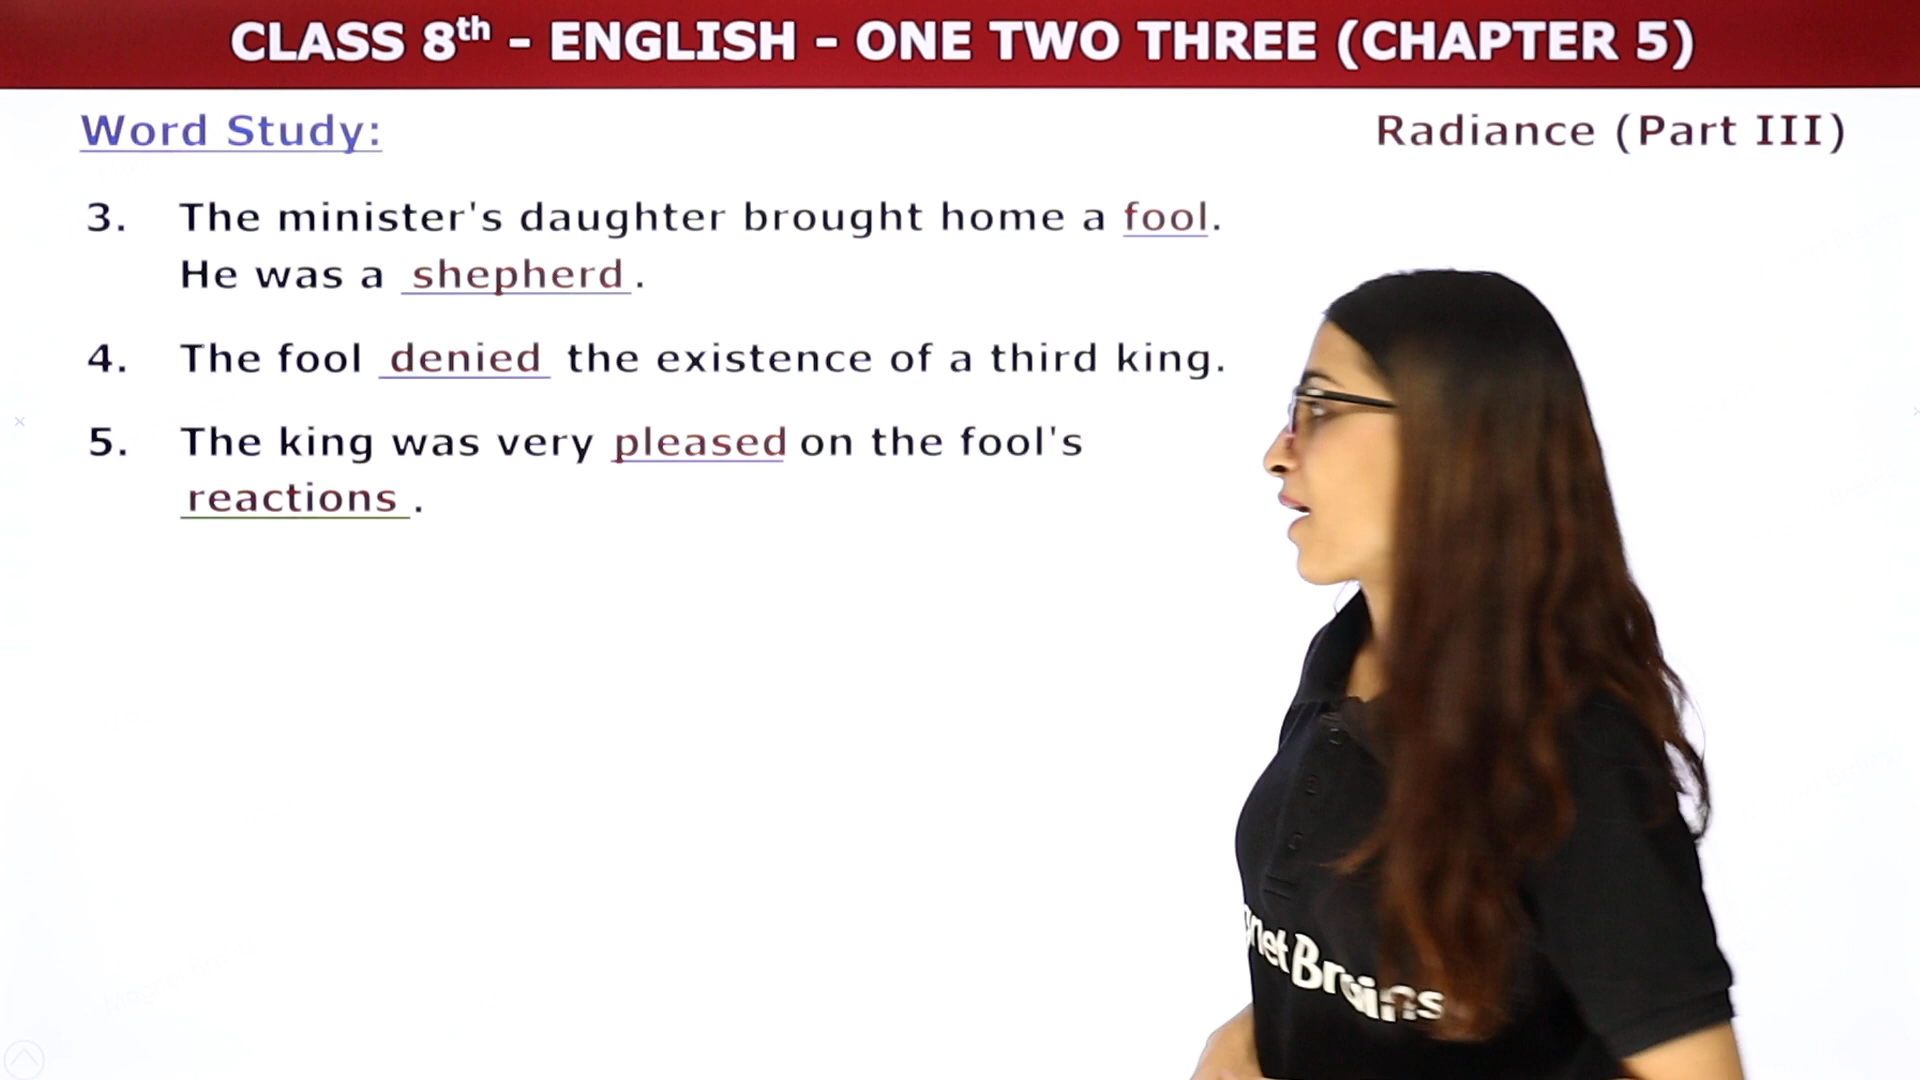 CLASS 8th - ENGLISH - ONE TWO THREE (CHAPTER 5)
Word Study: Radiance (Part III)
3. The minister's daughter brought home a fool.
He was a shepherd.
4. The fool denied the existence of a third king.
5. The king was very pleased on the fool's
reactions.
net Brains